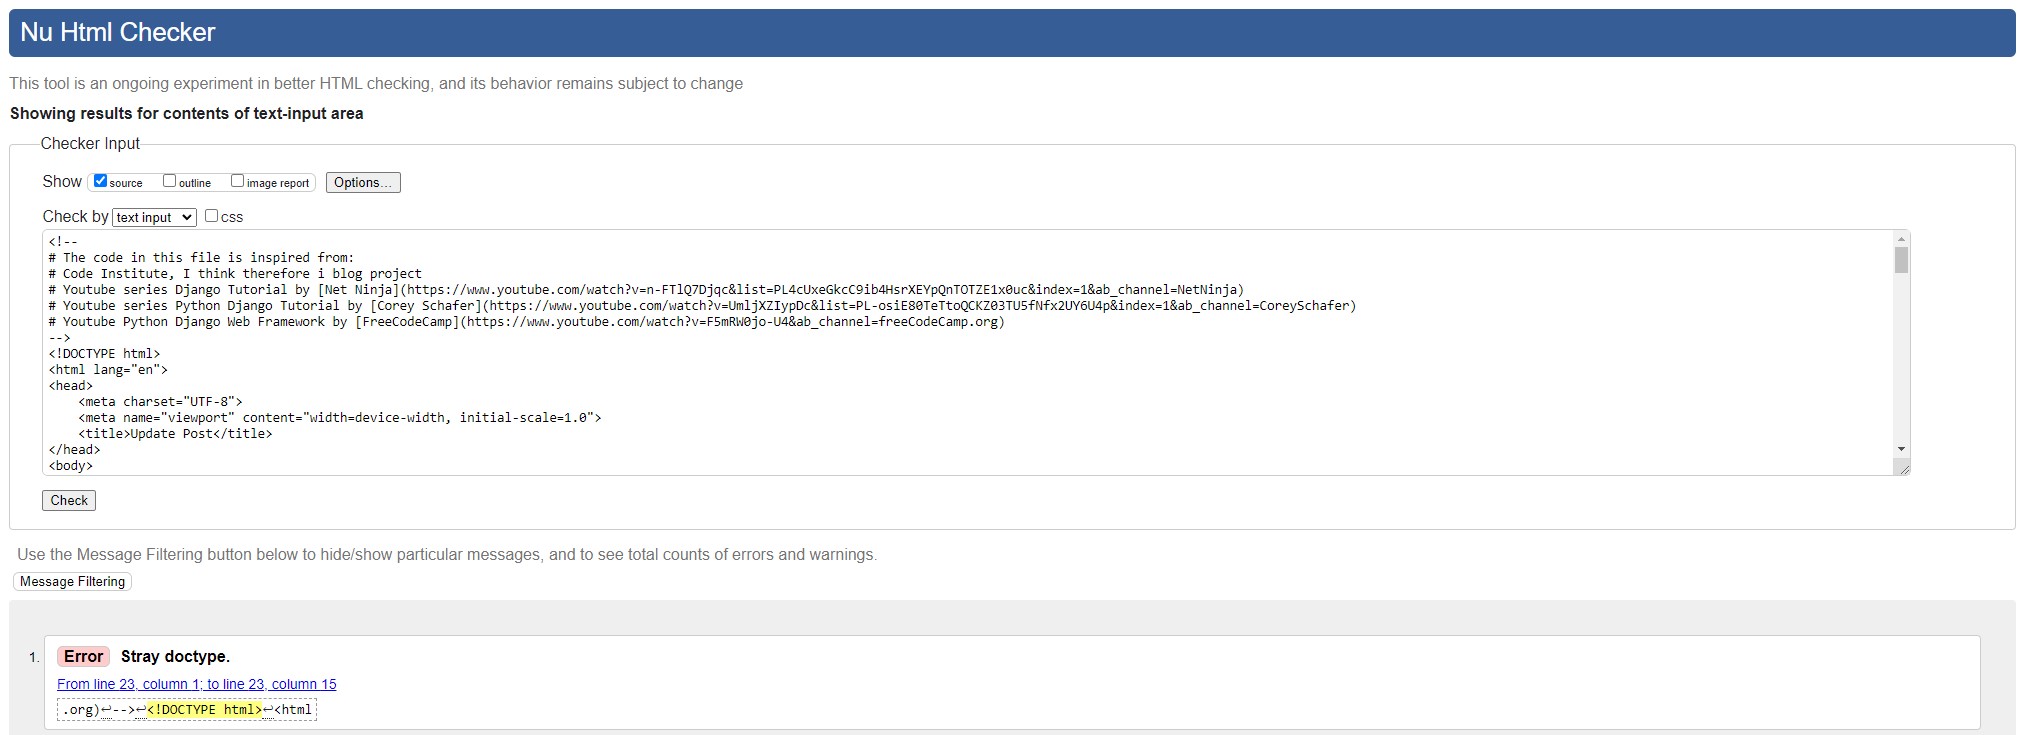 Nu Html Checker
This tool is an ongoing experiment in better HTML checking, and its behavior remains subject to change
Showing results for contents of text-input area
Checker Input
Show source outline image report Options...
Check by text input css
<!--
# The code in this file is inspired from:
# Code Institute, I think therefore i blog project
# Youtube series Django Tutorial by [Net Ninja](https://www.youtube.com/watch?v=n-FTlQ7Djqc&list=PL4cUxeGkcC9ib4HsrXEYpQnTOTZE1x0uc&index=1&ab_channel=NetNinja)
# Youtube series Python Django Tutorial by [Corey Schafer](https://www.youtube.com/watch?v=UmljXZIypDc&list=PL-osiE80TeTtoQCKZ03TU5fNfx2UY6U4p&index=1&ab_channel=CoreySchafer)
# Youtube Python Django Web Framework by [FreeCodeCamp](https://www.youtube.com/watch?v=F5mRW0jo-U4&ab_channel=freeCodeCamp.org)
-->
<!DOCTYPE html>
<html lang="en">
<head>
    <meta charset="UTF-8">
    <meta name="viewport" content="width=device-width, initial-scale=1.0">
    <title>Update Post</title>
</head>
<body>
Check
Use the Message Filtering button below to hide/show particular messages, and to see total counts of errors and warnings.
Message Filtering
1. Error Stray doctype.
From line 23, column 1; to line 23, column 15
.org)↩--><!DOCTYPE html>↩<html